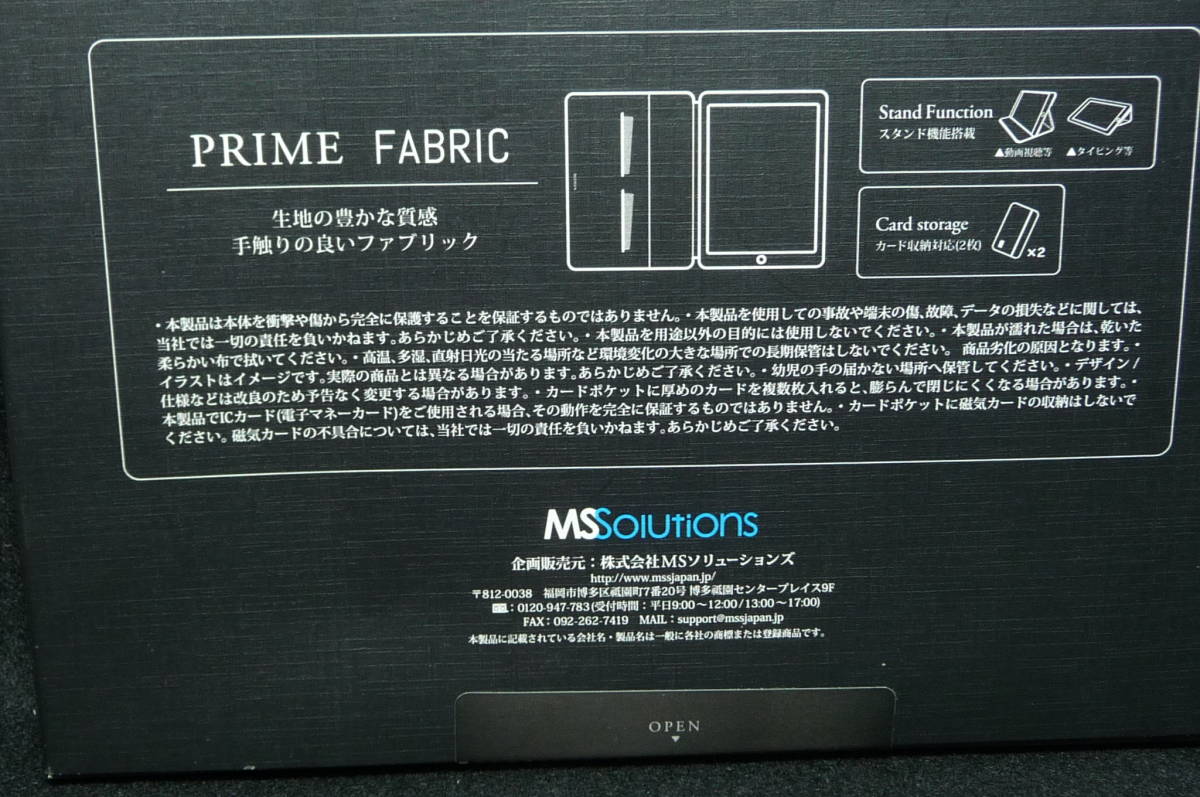 PRIME FABRIC
生地の豊かな質感
手触りの良いファブリック
Stand Function
スタンド機能搭載
▲動画視聴等 ▲タイピング等
Card storage
カード収納対応(2枚)
×2
・本製品は本体を衝撃や傷から完全に保護することを保証するものではありません。・本製品を使用しての事故や端末の傷、故障、データの損失などに関しては、
当社では一切の責任を負いかねます。あらかじめご了承ください。・本製品を用途以外の目的には使用しないでください。・本製品が濡れた場合は、乾いた
柔らかい布で拭いてください。・高温、多湿、直射日光の当たる場所など環境変化の大きな場所での長期保管はしないでください。 商品劣化の原因となります。・
イラストはイメージです。実際の商品とは異なる場合があります。あらかじめご了承ください。・幼児の手の届かない場所へ保管してください。・デザイン/
仕様などは改良のため予告なく変更する場合があります。・カードポケットに厚めのカードを複数枚入れると、膨らんで閉じにくくなる場合があります。・
本製品でICカード(電子マネーカード)をご使用される場合、その動作を完全に保証するものではありません。・カードポケットに磁気カードの収納はしないで
ください。磁気カードの不具合については、当社では一切の責任を負いかねます。あらかじめご了承ください。
MSSolutions
企画販売元：株式会社MSソリューションズ
http://www.mssjapan.jp/
〒812-0038 福岡市博多区祇園町7番20号 博多祇園センタープレイス9F
：0120-947-783(受付時間：平日9:00～12:00/13:00～17:00)
FAX：092-262-7419 MAIL：support@mssjapan.jp
本製品に記載されている会社名・製品名は一般に各社の商標または登録商品です。
OPEN
▼